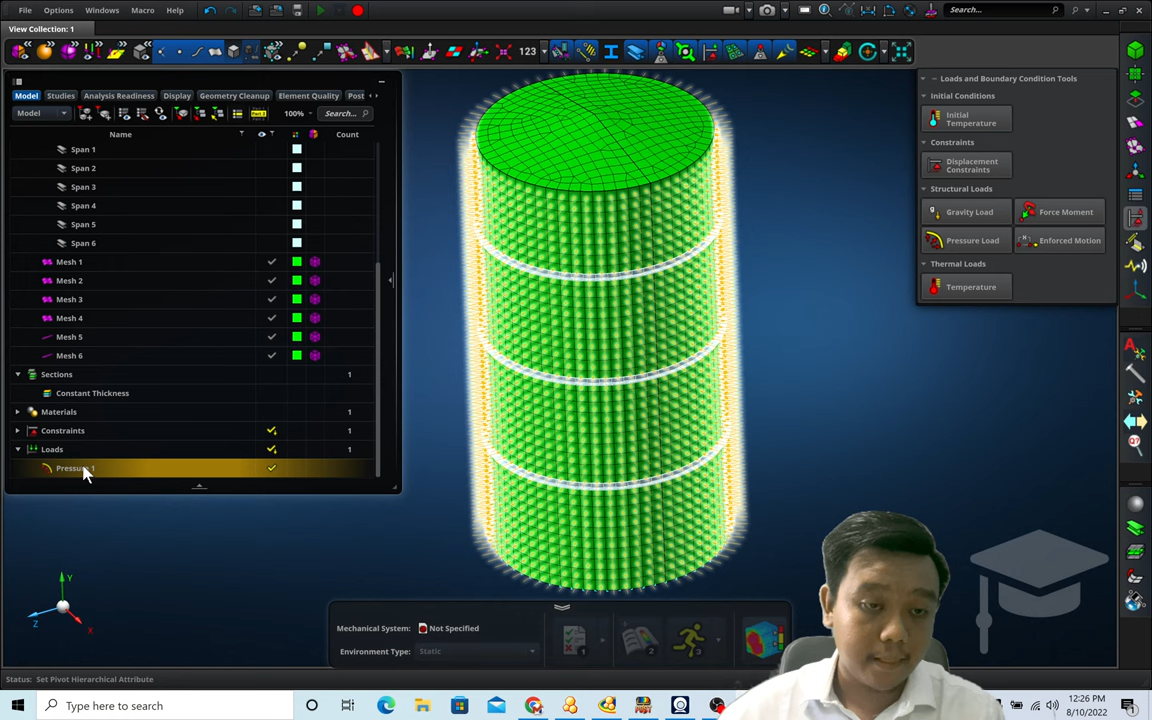 File Options Windows Macro Help
Search...
View Collection: 1
123
Model Studies Analysis Readiness Display Geometry Cleanup Element Quality Post
Model
100% Search...
Name Count
Span 1
Span 2
Span 3
Span 4
Span 5
Span 6
Mesh 1
Mesh 2
Mesh 3
Mesh 4
Mesh 5
Mesh 6
Sections 1
Constant Thickness
Materials 1
Constraints 1
Loads 1
Pressure 1
Loads and Boundary Condition Tools
Initial Conditions
Initial Temperature
Constraints
Displacement Constraints
Structural Loads
Gravity Load Force Moment
Pressure Load Enforced Motion
Thermal Loads
Temperature
Y
Z
X
Mechanical System: Not Specified
Environment Type: Static
1 2 3
Status: Set Pivot Hierarchical Attribute
Type here to search
12:26 PM
8/10/2022